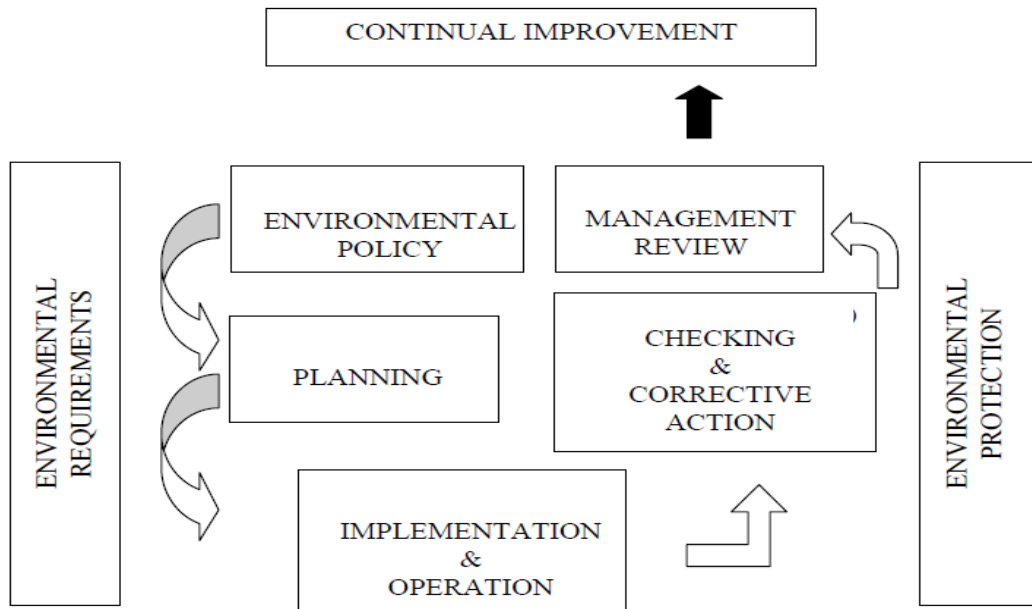 CONTINUAL IMPROVEMENT
ENVIRONMENTAL
REQUIREMENTS
ENVIRONMENTAL
POLICY
MANAGEMENT
REVIEW
PLANNING
CHECKING
&
CORRECTIVE
ACTION
IMPLEMENTATION
&
OPERATION
ENVIRONMENTAL
PROTECTION